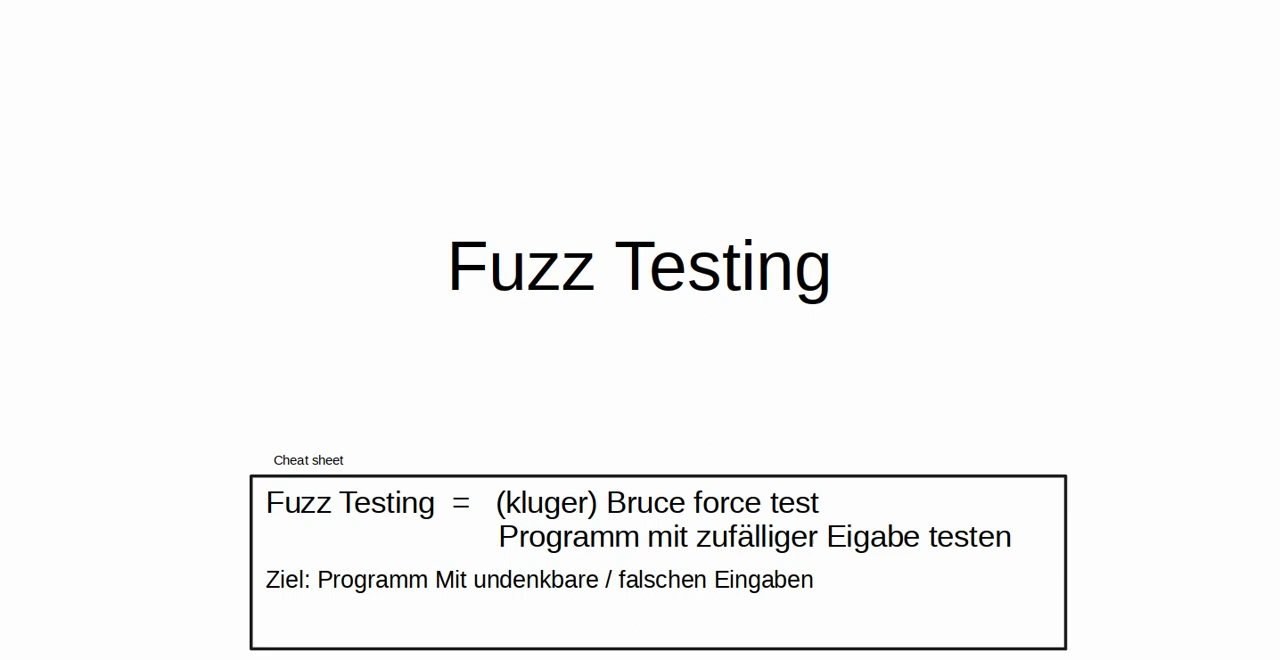 Fuzz Testing
Cheat sheet
Fuzz Testing = (kluger) Bruce force test
Programm mit zufälliger Eigabe testen
Ziel: Programm Mit undenkbare / falschen Eingaben